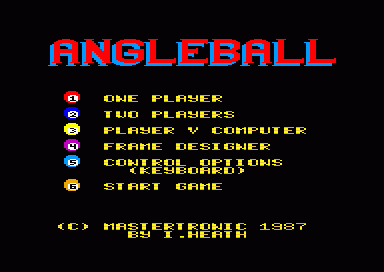 ANGLEBALL
1 ONE PLAYER
2 TWO PLAYERS
3 PLAYER V COMPUTER
4 FRAME DESIGNER
5 CONTROL OPTIONS
(KEYBOARD)
6 START GAME
(C) MASTERTRONIC 1987
BY I.HEATH